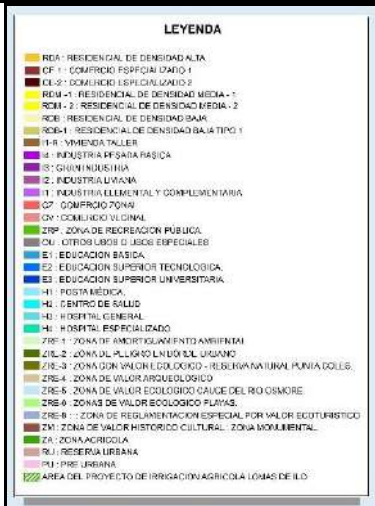 LEYENDA
RDA : RESIDENCIAL DE DENSIDAD ALTA
CE-1 : COMERCIO ESPECIALIZADO 1
CE-2 : COMERCIO ESPECIALIZADO 2
RDM -1 : RESIDENCIAL DE DENSIDAD MEDIA - 1
RDM - 2 : RESIDENCIAL DE DENSIDAD MEDIA - 2
RDB : RESIDENCIAL DE DENSIDAD BAJA
RDB-1 : RESIDENCIAL DE DENSIDAD BAJA TIPO 1
I1-R : VIVIENDA TALLER
I4 : INDUSTRIA PESADA BASICA
I3 : GRAN INDUSTRIA
I2 : INDUSTRIA LIVIANA
I1 : INDUSTRIA ELEMENTAL Y COMPLEMENTARIA
CZ : COMERCIO ZONAL
CV : COMERCIO VECINAL
ZRP : ZONA DE RECREACION PUBLICA
OU : OTROS USOS O USOS ESPECIALES
E1 : EDUCACION BASICA
E2 : EDUCACION SUPERIOR TECNOLOGICA.
E3 : EDUCACION SUPERIOR UNIVERSITARIA.
H1 : POSTA MÉDICA.
H2 : CENTRO DE SALUD
H3 : HOSPITAL GENERAL
H4 : HOSPITAL ESPECIALIZADO
ZRE-1 : ZONA DE AMORTIGUAMIENTO AMBIENTAL
ZRE-2 : ZONA DE PELIGRO EN BORDE URBANO
ZRE-3 : ZONA CON VALOR ECOLOGICO - RESERVA NATURAL PUNTA COLES.
ZRE-4 : ZONA DE VALOR ARQUEOLOGICO
ZRE-5 : ZONA DE VALOR ECOLOGICO CAUCE DEL RIO OSMORE.
ZRE-6 : ZONAS DE VALOR ECOLOGICO PLAYAS.
ZRE-8 : : ZONA DE REGLAMENTACION ESPECIAL POR VALOR ECOTURISTICO
ZM : ZONA DE VALOR HISTORICO CULTURAL : ZONA MONUMENTAL.
ZA : ZONA AGRICOLA
RU : RESERVA URBANA
PU : PRE URBANA
AREA DEL PROYECTO DE IRRIGACION AGRICOLA LOMAS DE ILO